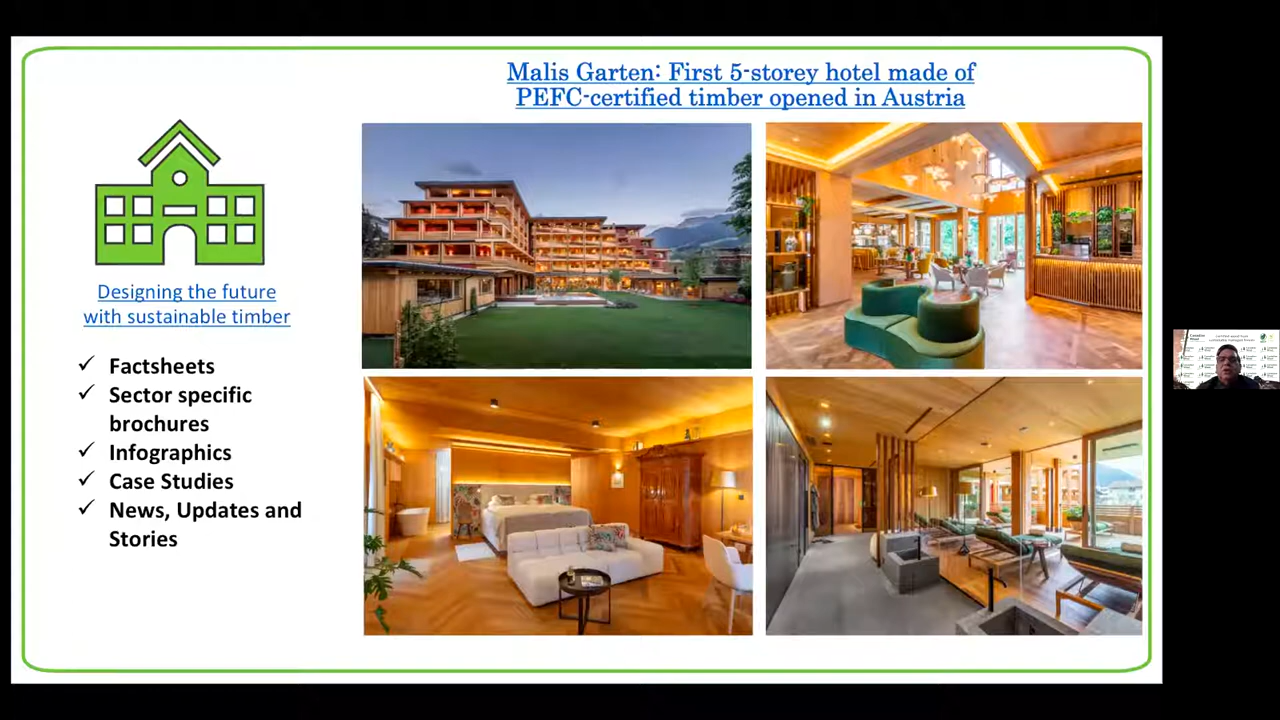 Malis Garten: First 5-storey hotel made of
PEFC-certified timber opened in Austria
Designing the future
with sustainable timber
✓ Factsheets
✓ Sector specific
brochures
✓ Infographics
✓ Case Studies
✓ News, Updates and
Stories